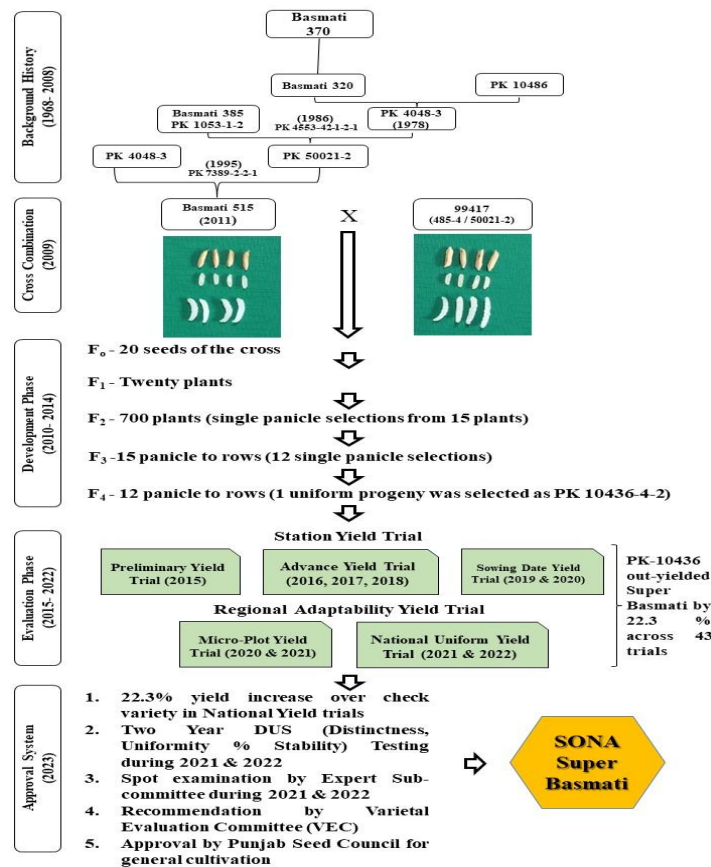 Background History
(1968- 2008)
Basmati
370
Basmati 320
PK 10486
Basmati 385
PK 1053-1-2
(1986)
PK 4553-42-1-2-1
PK 4048-3
(1978)
PK 4048-3
(1995)
PK 7389-2-2-1
PK 50021-2
Cross Combination
(2009)
Basmati 515
(2011)
X
99417
(485-4 / 50021-2)
Development Phase
(2010- 2014)
Fo - 20 seeds of the cross
F1 - Twenty plants
F2 - 700 plants (single panicle selections from 15 plants)
F3 -15 panicle to rows (12 single panicle selections)
F4 - 12 panicle to rows (1 uniform progeny was selected as PK 10436-4-2)
Evaluation Phase
(2015- 2022)
Station Yield Trial
Preliminary Yield
Trial (2015)
Advance Yield Trial
(2016, 2017, 2018)
Sowing Date Yield
Trial (2019 & 2020)
Regional Adaptability Yield Trial
Micro-Plot Yield
Trial (2020 & 2021)
National Uniform Yield
Trial (2021 & 2022)
PK-10436
out-yielded
Super
Basmati by
22.3 %
across 43
trials
Approval System
(2023)
1. 22.3% yield increase over check
variety in National Yield trials
2. Two Year DUS (Distinctness,
Uniformity % Stability) Testing
during 2021 & 2022
3. Spot examination by Expert Sub-
committee during 2021 & 2022
4. Recommendation by Varietal
Evaluation Committee (VEC)
5. Approval by Punjab Seed Council for
general cultivation
SONA
Super
Basmati